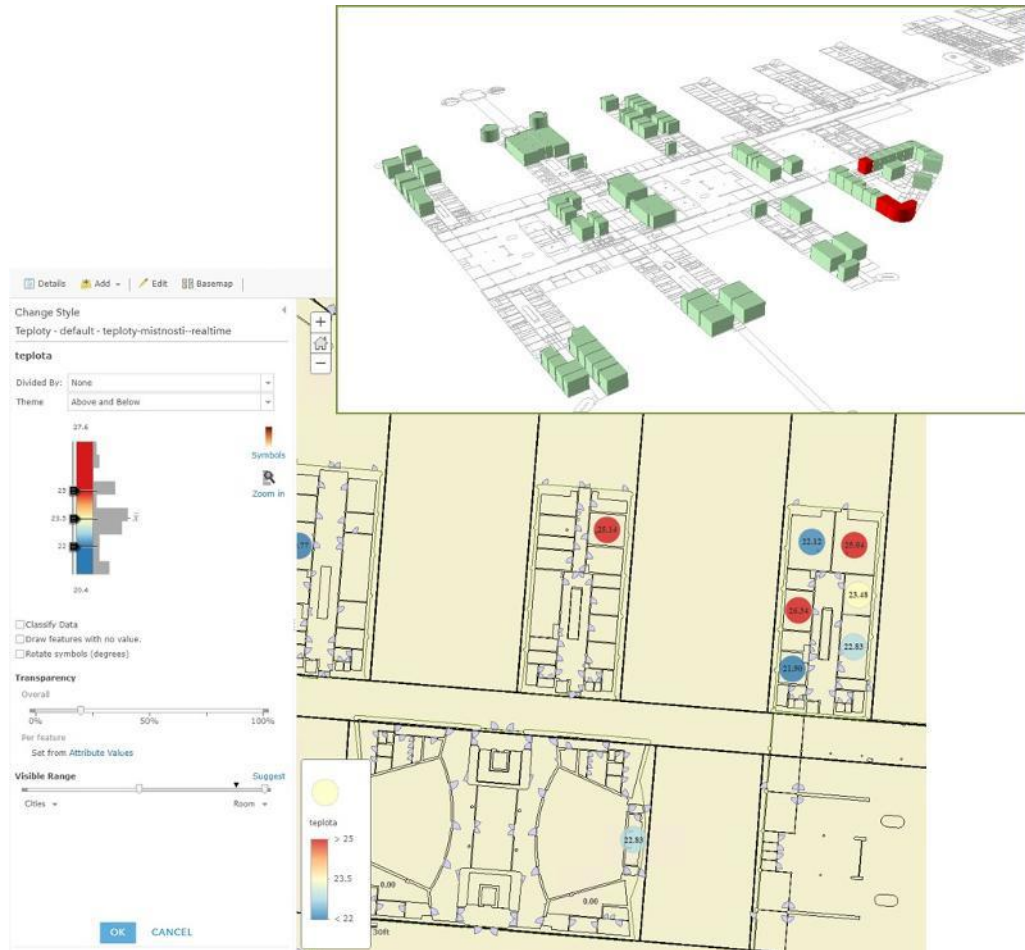 Details Add Edit Basemap
Change Style
Teploty - default - teploty-mistnosti--realtime
teplota
Divided By: None
Theme Above and Below
27.6
Symbols
Zoom in
25
23.5
22
20.4
Classify Data
Draw features with no value.
Rotate symbols (degrees)
Transparency
Overall
0% 50% 100%
Per feature
Set from Attribute Values
Visible Range Suggest
Cities Room
OK CANCEL
25.14
22.12
25.04
23.48
22.83
21.90
22.83
0.00
0.00
teplota
> 25
23.5
< 22